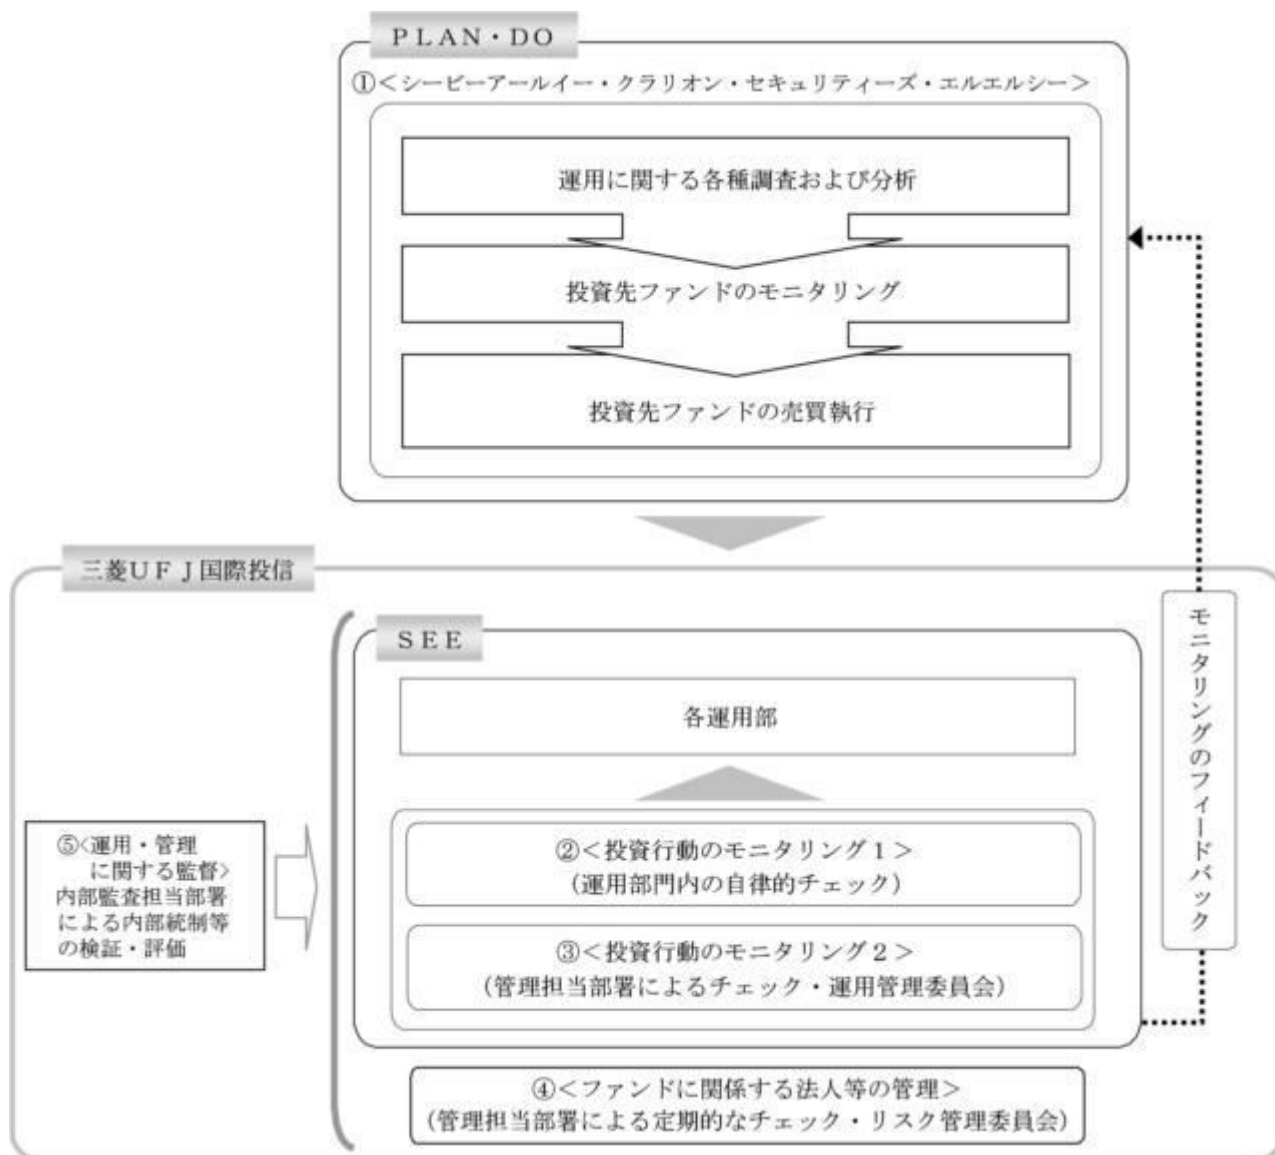 ＰＬＡＮ・ＤＯ
①＜シービーアールイー・クラリオン・セキュリティーズ・エルエルシー＞
運用に関する各種調査および分析
投資先ファンドのモニタリング
投資先ファンドの売買執行
三菱ＵＦＪ国際投信
ＳＥＥ
各運用部
②＜投資行動のモニタリング１＞
（運用部門内の自律的チェック）
③＜投資行動のモニタリング２＞
（管理担当部署によるチェック・運用管理委員会）
④＜ファンドに関係する法人等の管理＞
（管理担当部署による定期的なチェック・リスク管理委員会）
⑤＜運用・管理
に関する監督＞
内部監査担当部署
による内部統制等
の検証・評価
モニタリングのフィードバック